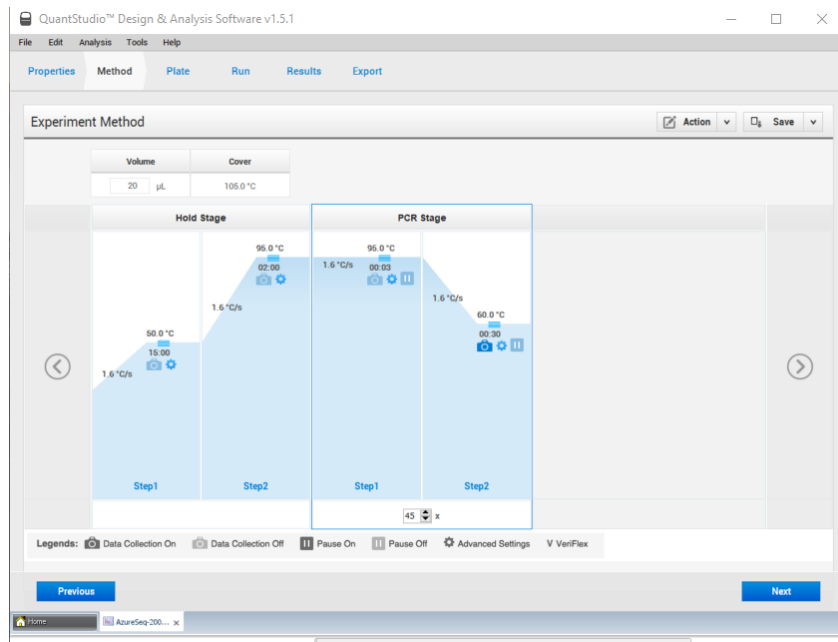 QuantStudio™ Design & Analysis Software v1.5.1
File Edit Analysis Tools Help
Properties Method Plate Run Results Export
Experiment Method
Action
Save
Volume Cover
20 µL 105.0 °C
Hold Stage
PCR Stage
50.0 °C
15:00
1.6 °C/s
Step1
95.0 °C
02:00
1.6 °C/s
Step2
95.0 °C
1.6 °C/s 00:03
Step1
1.6 °C/s
60.0 °C
00:30
Step2
45 x
Legends: Data Collection On Data Collection Off Pause On Pause Off Advanced Settings V VeriFlex
Previous
Next
Home AzureSeq-200... x